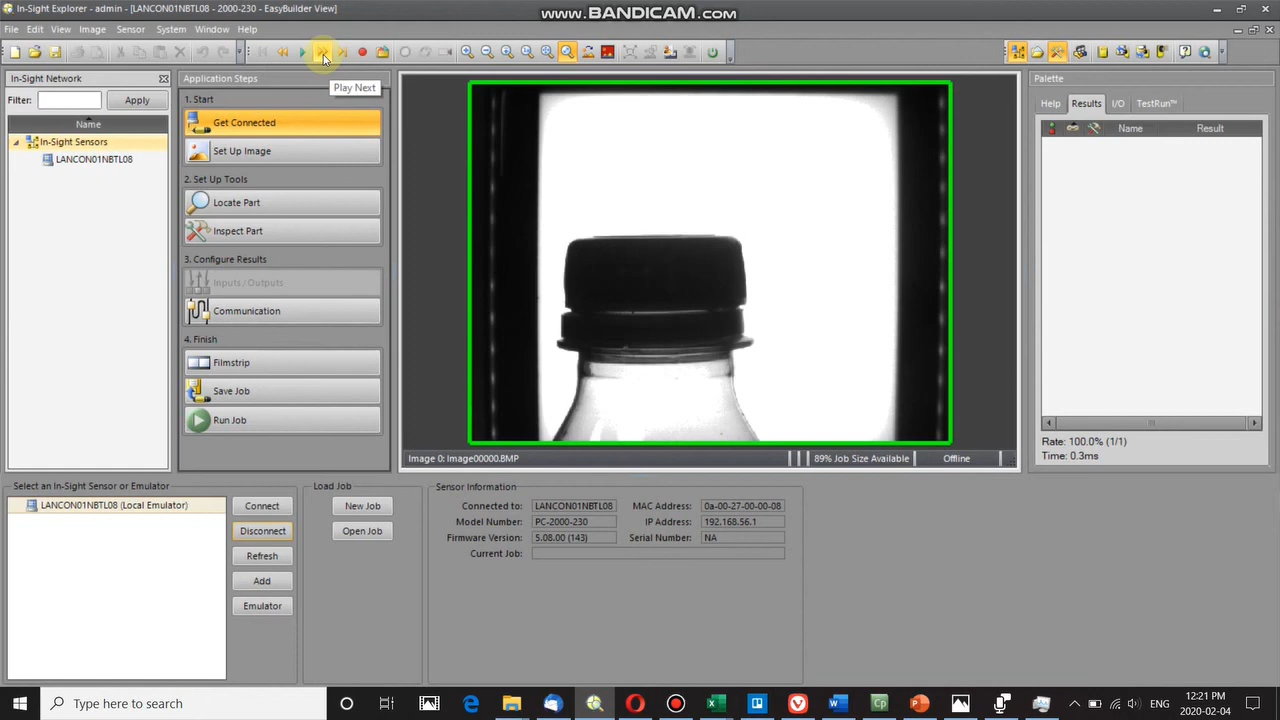 In-Sight Explorer - admin - [LANCON01NBTL08 - 2000-230 - EasyBuilder View]
www.BANDICAM.com
File Edit View Image Sensor System Window Help
Play Next
In-Sight Network
Filter: Apply
Name
In-Sight Sensors
LANCON01NBTL08
Application Steps
1. Start
Get Connected
Set Up Image
2. Set Up Tools
Locate Part
Inspect Part
3. Configure Results
Inputs / Outputs
Communication
4. Finish
Filmstrip
Save Job
Run Job
Image 0: Image00000.BMP
89% Job Size Available
Offline
Palette
Help Results I/O TestRun™
Name Result
Rate: 100.0% (1/1)
Time: 0.3ms
Select an In-Sight Sensor or Emulator
LANCON01NBTL08 (Local Emulator)
Connect
Disconnect
Refresh
Add
Emulator
Load Job
New Job
Open Job
Sensor Information
Connected to: LANCON01NBTL08 MAC Address: 0a-00-27-00-00-08
Model Number: PC-2000-230 IP Address: 192.168.56.1
Firmware Version: 5.08.00 (143) Serial Number: NA
Current Job:
Type here to search
ENG
12:21 PM
2020-02-04